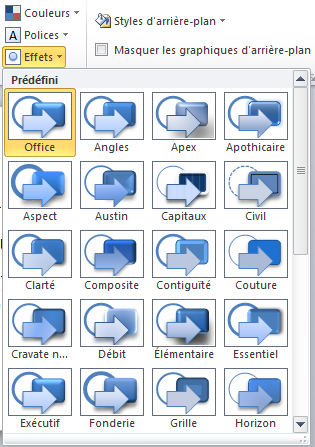 Couleurs
Styles d'arrière-plan
A Polices
Masquer les graphiques d'arrière-plan
Effets
Prédéfini
Office Angles Apex Apothicaire
Aspect Austin Capitaux Civil
Clarté Composite Contiguïté Couture
Cravate n... Débit Élémentaire Essentiel
Exécutif Fonderie Grille Horizon